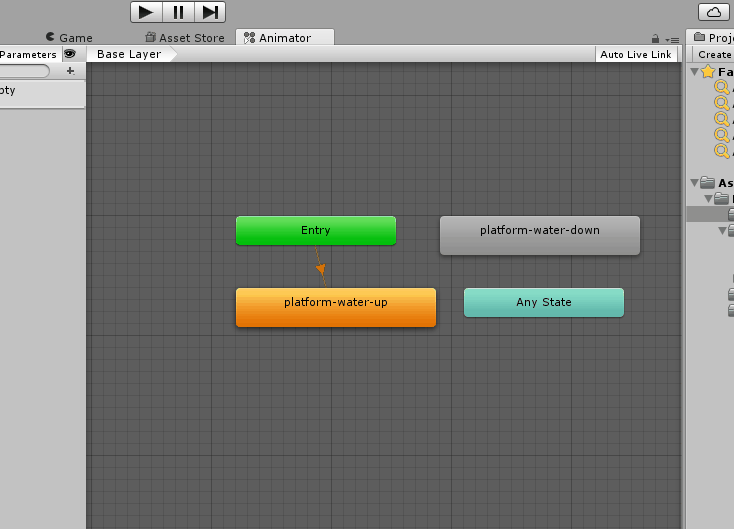 Game
Asset Store
Animator
Parameters
Base Layer
Auto Live Link
Create
Entry
platform-water-down
platform-water-up
Any State